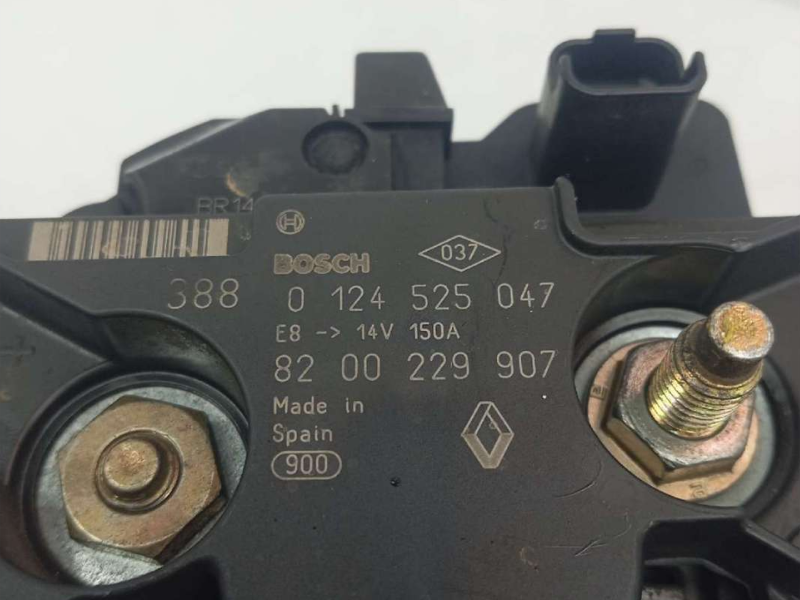 BR14
BOSCH
037
388 0 124 525 047
E8 -> 14V 150A
82 00 229 907
Made in
Spain
900